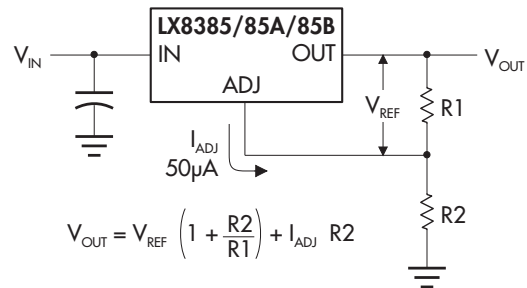 LX8385/85A/85B
IN OUT
ADJ
V_IN
V_OUT
V_REF
R1
I_ADJ
50µA
R2
V_OUT = V_REF (1 + R2/R1) + I_ADJ R2